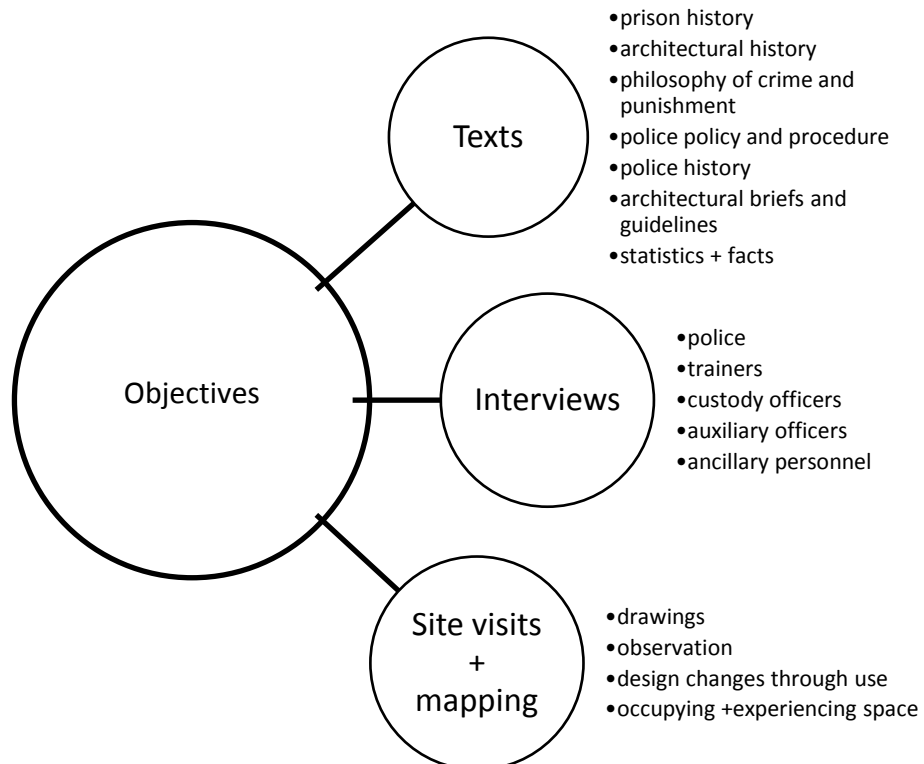 Objectives
Texts
•prison history
•architectural history
•philosophy of crime and
punishment
•police policy and procedure
•police history
•architectural briefs and
guidelines
•statistics + facts
Interviews
•police
•trainers
•custody officers
•auxiliary officers
•ancillary personnel
Site visits
+
mapping
•drawings
•observation
•design changes through use
•occupying +experiencing space